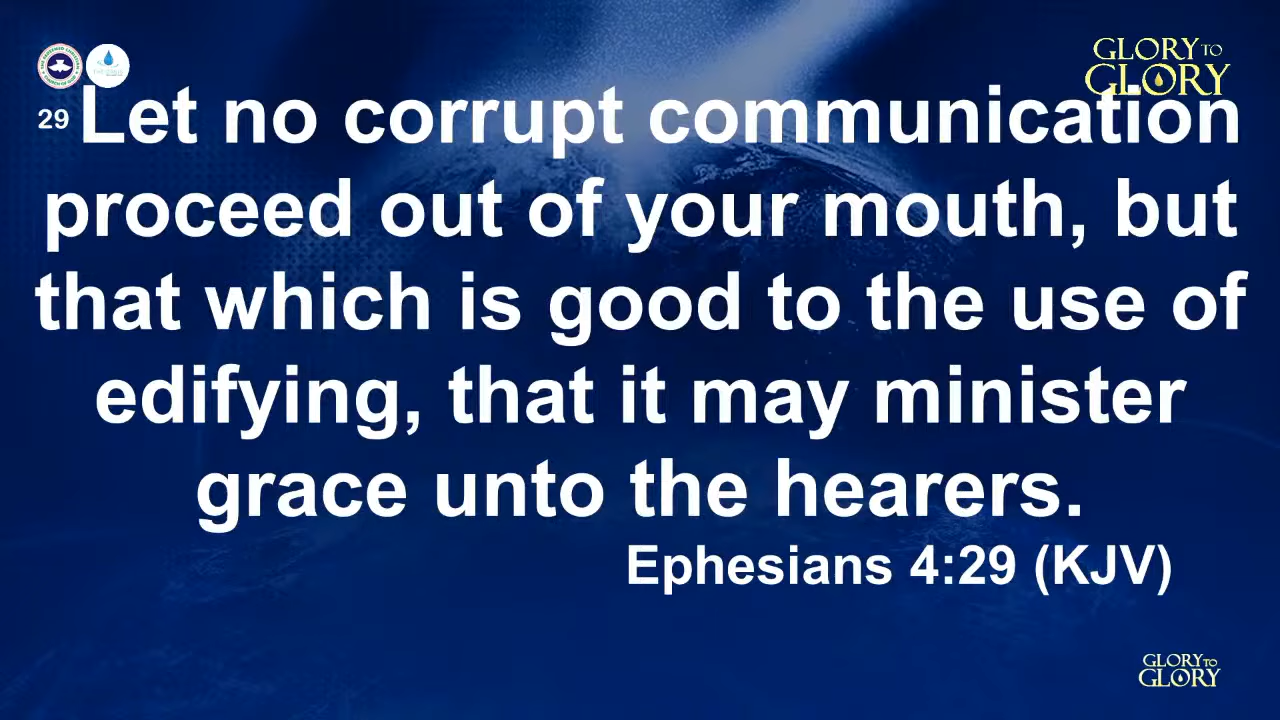 GLORY TO
GLORY
29 Let no corrupt communication
proceed out of your mouth, but
that which is good to the use of
edifying, that it may minister
grace unto the hearers.
Ephesians 4:29 (KJV)
GLORY TO
GLORY